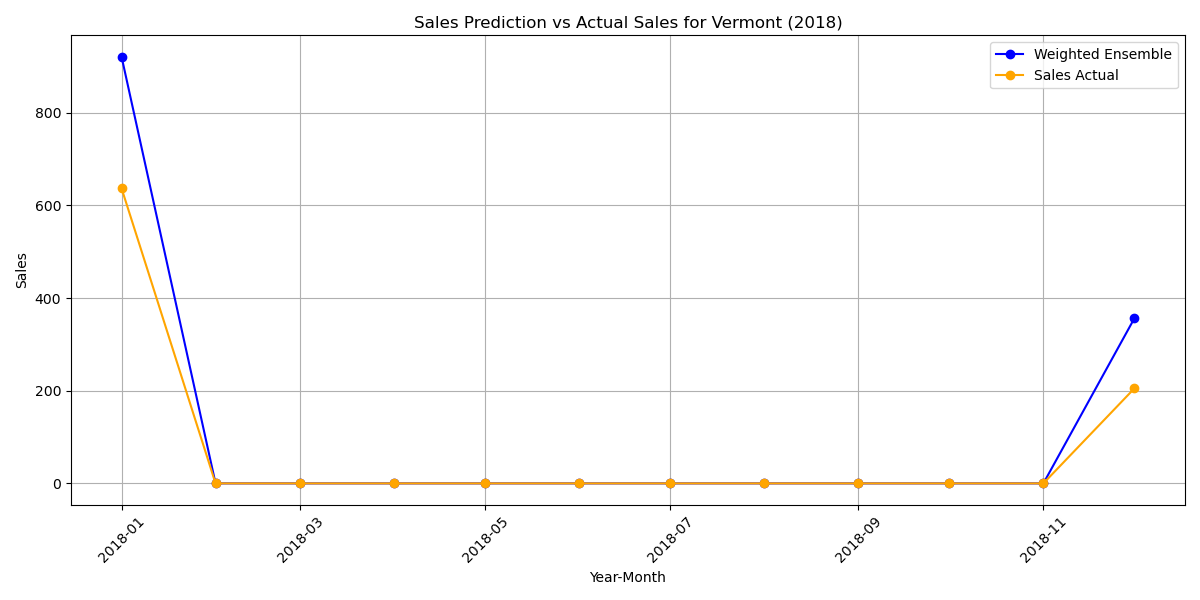 Sales Prediction vs Actual Sales for Vermont (2018)
Weighted Ensemble
Sales Actual
800
600
400
200
0
Sales
2018-01
2018-03
2018-05
2018-07
2018-09
2018-11
Year-Month